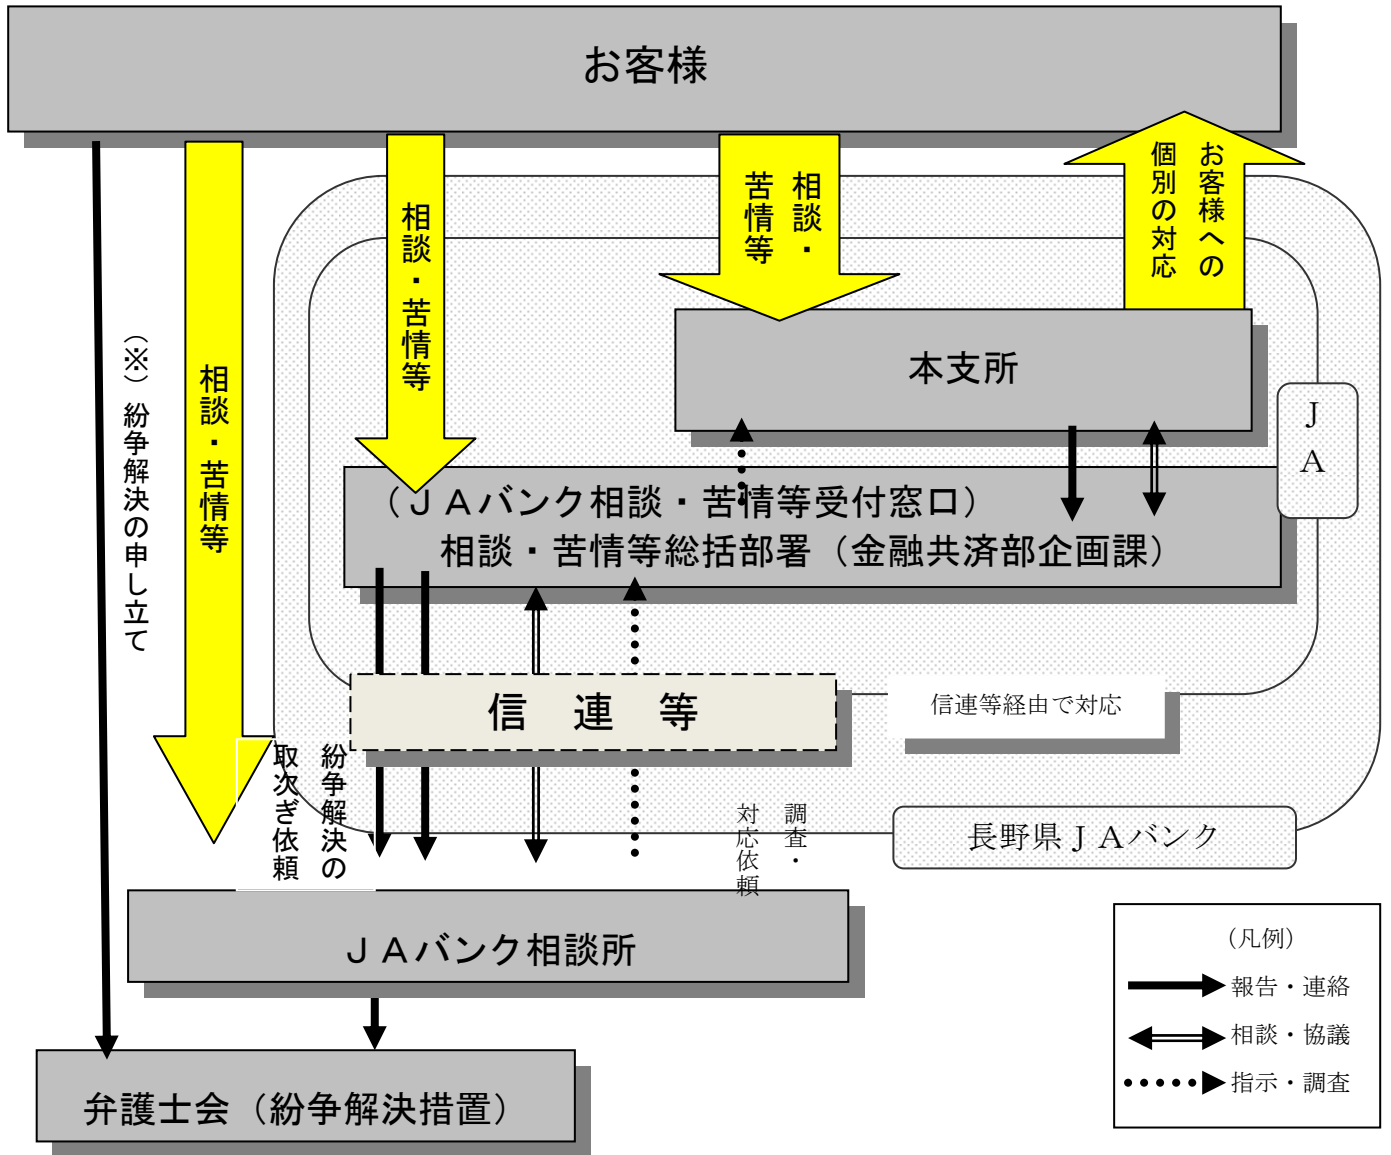 お客様
相談・
苦情等
お客様への
個別の対応
相談・苦情等
相談・苦情等
(※) 紛争解決の申し立て
本支所
ＪＡ
（ＪＡバンク相談・苦情等受付窓口）
相談・苦情等総括部署（金融共済部企画課）
信 連 等
信連等経由で対応
紛争解決の
取次ぎ依頼
調査・
対応依頼
長野県ＪＡバンク
ＪＡバンク相談所
弁護士会（紛争解決措置）
（凡例）
報告・連絡
相談・協議
指示・調査